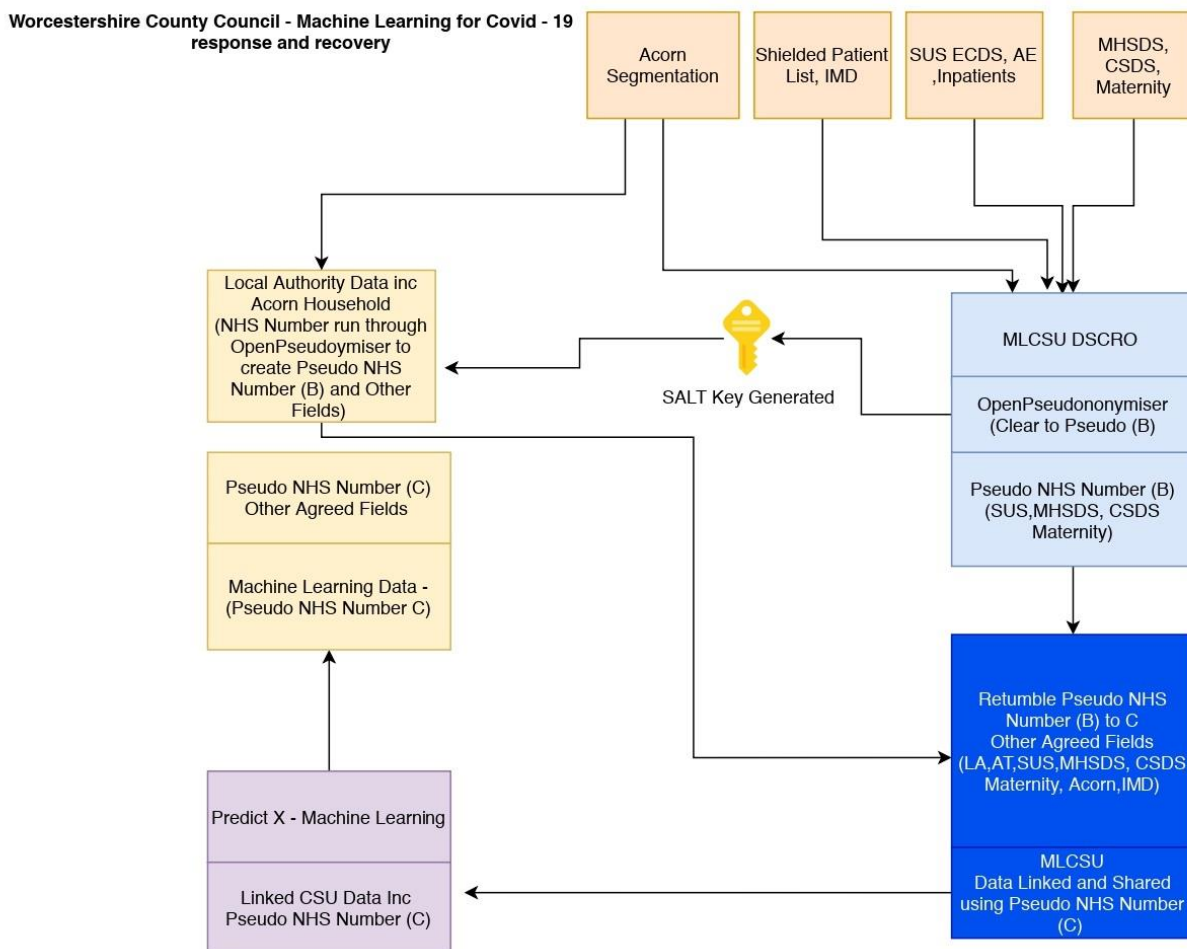 Worcestershire County Council - Machine Learning for Covid - 19
response and recovery
Acorn
Segmentation
Shielded Patient
List, IMD
SUS ECDS, AE
,Inpatients
MHSDS,
CSDS,
Maternity
Local Authority Data inc
Acorn Household
(NHS Number run through
OpenPseudoymiser to
create Pseudo NHS
Number (B) and Other
Fields)
SALT Key Generated
MLCSU DSCRO
OpenPseudononymiser
(Clear to Pseudo (B)
Pseudo NHS Number (B)
(SUS,MHSDS, CSDS
Maternity)
Pseudo NHS Number (C)
Other Agreed Fields
Machine Learning Data -
(Pseudo NHS Number C)
Retumble Pseudo NHS
Number (B) to C
Other Agreed Fields
(LA,AT,SUS,MHSDS, CSDS
Maternity, Acorn,IMD)
Predict X - Machine Learning
Linked CSU Data Inc
Pseudo NHS Number (C)
MLCSU
Data Linked and Shared
using Pseudo NHS Number
(C)